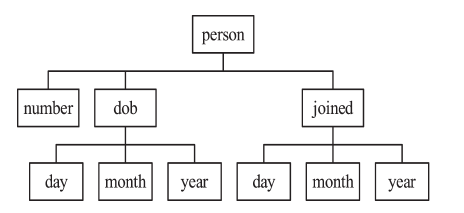 person
number dob joined
day month year day month year